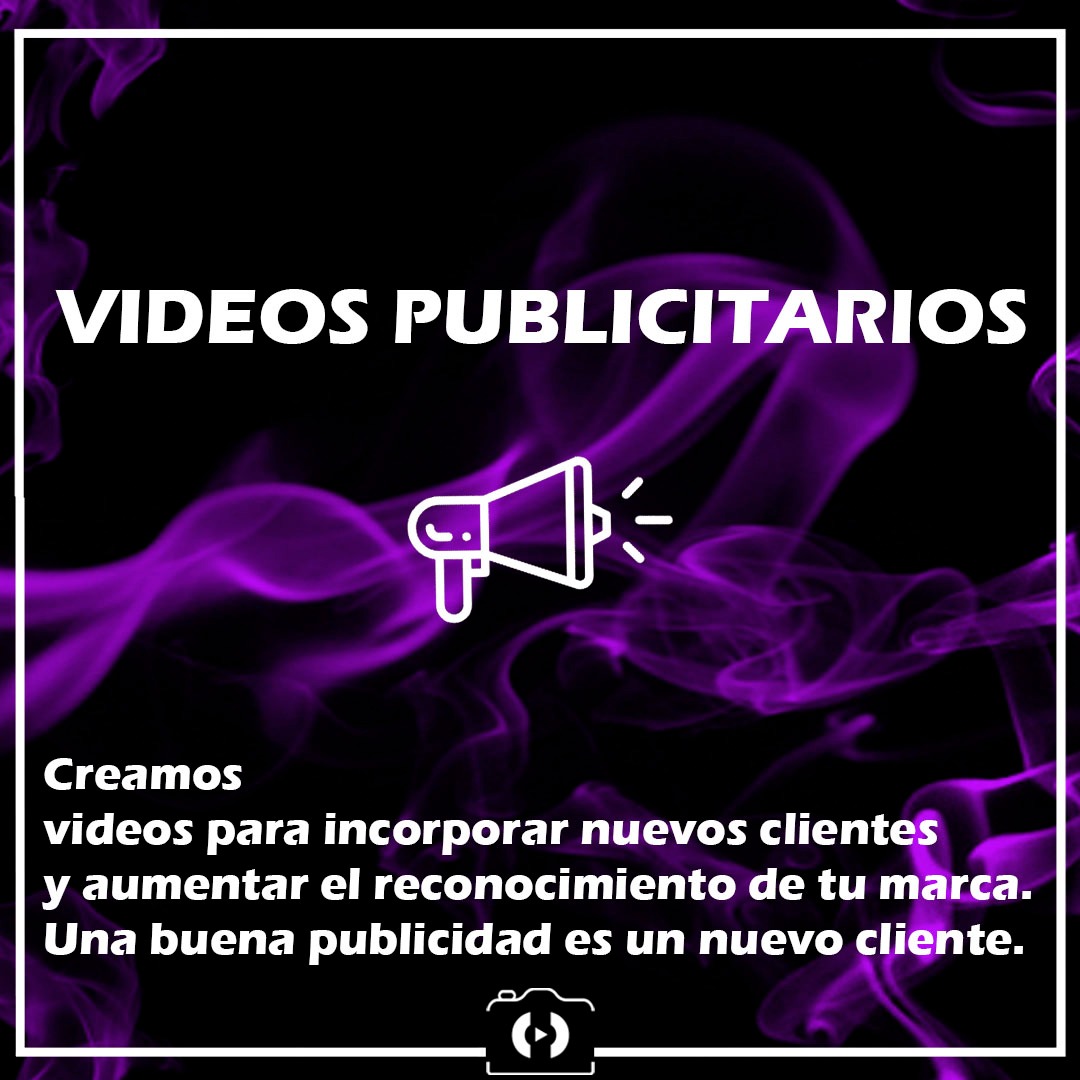 VIDEOS PUBLICITARIOS
Creamos
videos para incorporar nuevos clientes
y aumentar el reconocimiento de tu marca.
Una buena publicidad es un nuevo cliente.